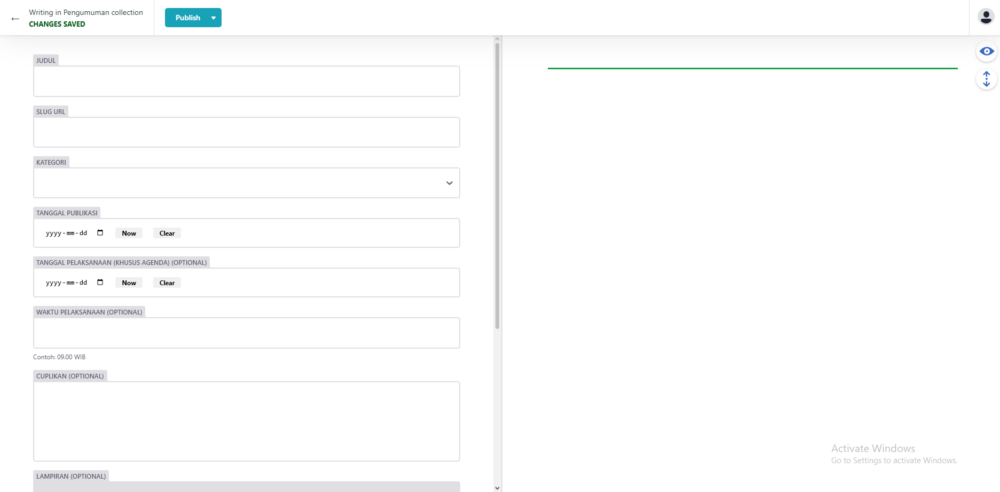 Writing in Pengumuman collection
CHANGES SAVED
Publish
JUDUL
SLUG URL
KATEGORI
TANGGAL PUBLIKASI
yyyy-mm-dd Now Clear
TANGGAL PELAKSANAAN (KHUSUS AGENDA) (OPTIONAL)
yyyy-mm-dd Now Clear
WAKTU PELAKSANAAN (OPTIONAL)
Contoh: 09.00 WIB
CUPLIKAN (OPTIONAL)
LAMPIRAN (OPTIONAL)
Activate Windows
Go to Settings to activate Windows.